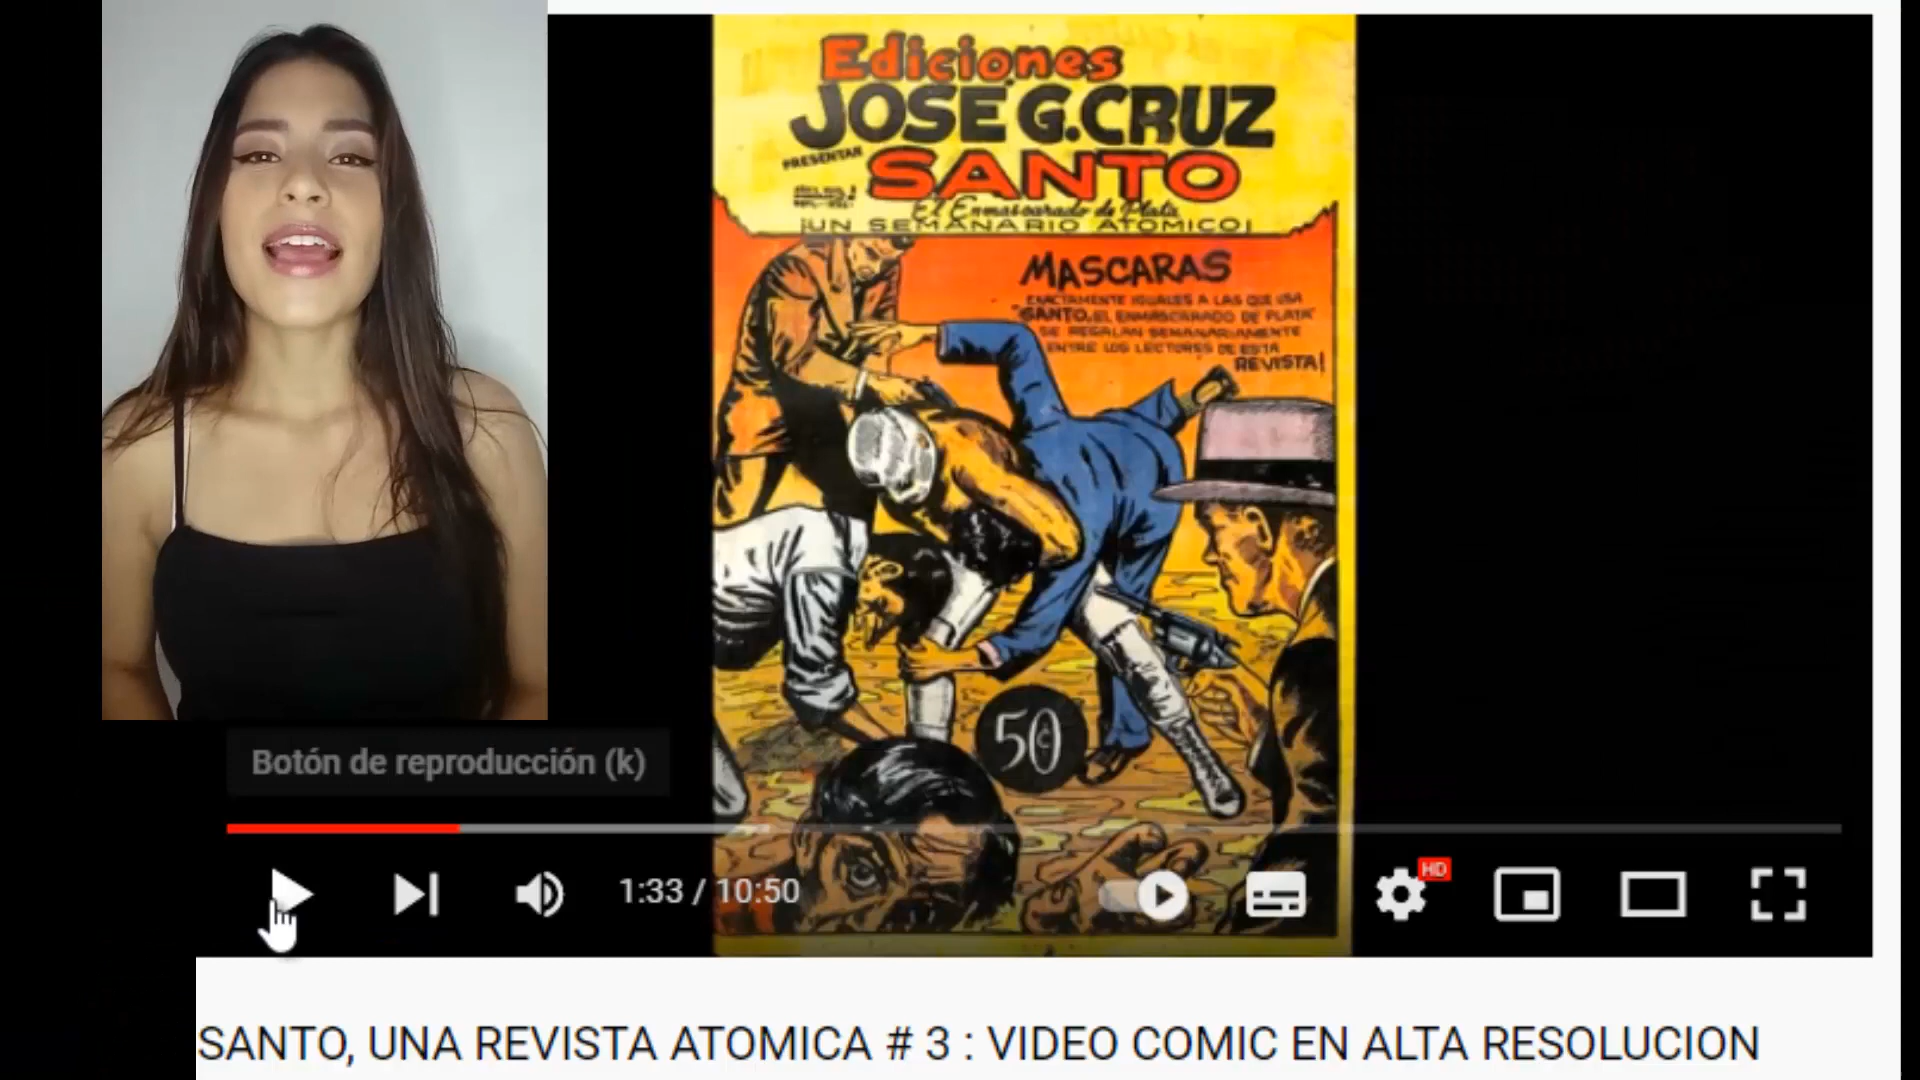 Ediciones
JOSE G. CRUZ
PRESENTAN
SANTO
El Enmascarado de Plata
¡UN SEMANARIO ATOMICO!
MASCARAS
EXACTAMENTE IGUALES A LAS QUE USA
"SANTO, EL ENMASCARADO DE PLATA"
SE REGALAN SEMANARIAMENTE
ENTRE LOS LECTORES DE ESTA
REVISTA!
50¢
Botón de reproducción (k)
1:33 / 10:50
HD
SANTO, UNA REVISTA ATOMICA # 3 : VIDEO COMIC EN ALTA RESOLUCION